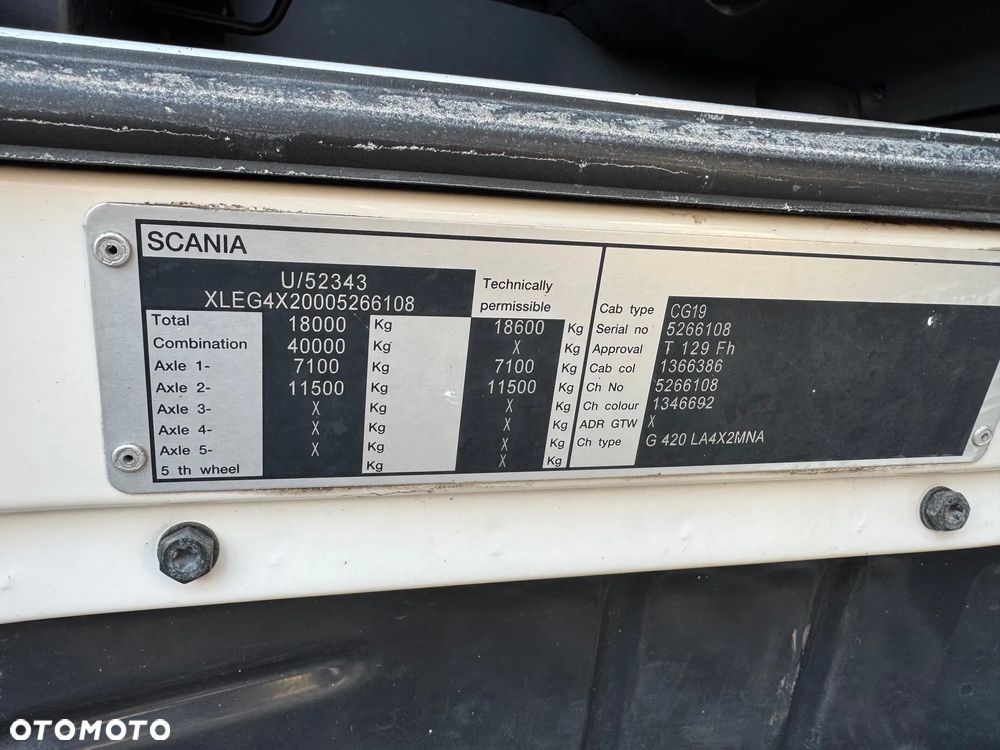 SCANIA
U/52343
XLEG4X20005266108
Technically
permissible
Total 18000 Kg 18600 Kg
Combination 40000 Kg X Kg
Axle 1- 7100 Kg 7100 Kg
Axle 2- 11500 Kg 11500 Kg
Axle 3- X Kg X Kg
Axle 4- X Kg X Kg
Axle 5- X Kg X Kg
5 th wheel Kg X Kg
Cab type CG19
Serial no 5266108
Approval T 129 Fh
Cab col 1366386
Ch No 5266108
Ch colour 1346692
ADR GTW X
Ch type G 420 LA4X2MNA
OTOMOTO